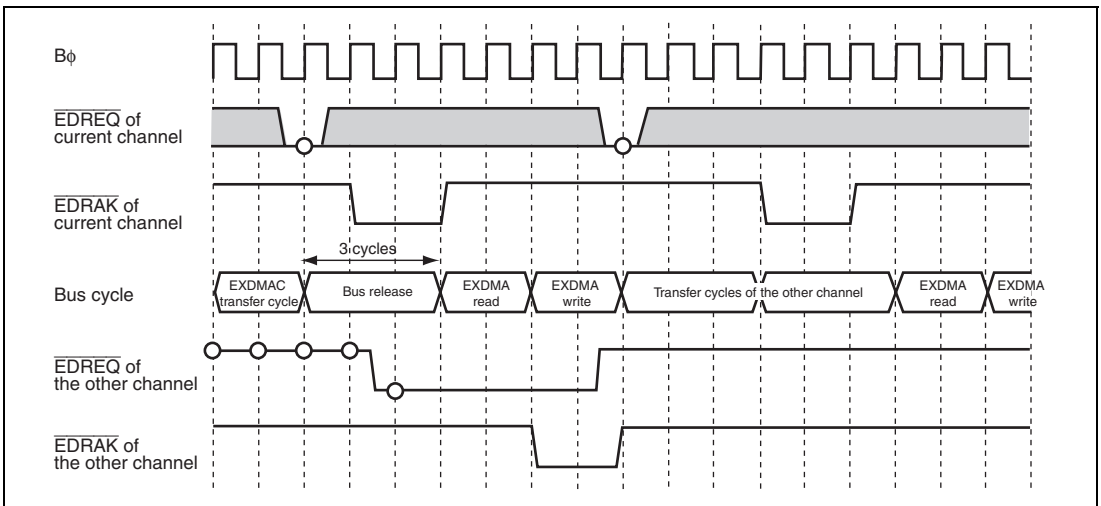 Bϕ
EDREQ of
current channel
EDRAK of
current channel
3 cycles
Bus cycle
EXDMAC
transfer cycle
Bus release
EXDMA
read
EXDMA
write
Transfer cycles of the other channel
EXDMA
read
EXDMA
write
EDREQ of
the other channel
EDRAK of
the other channel